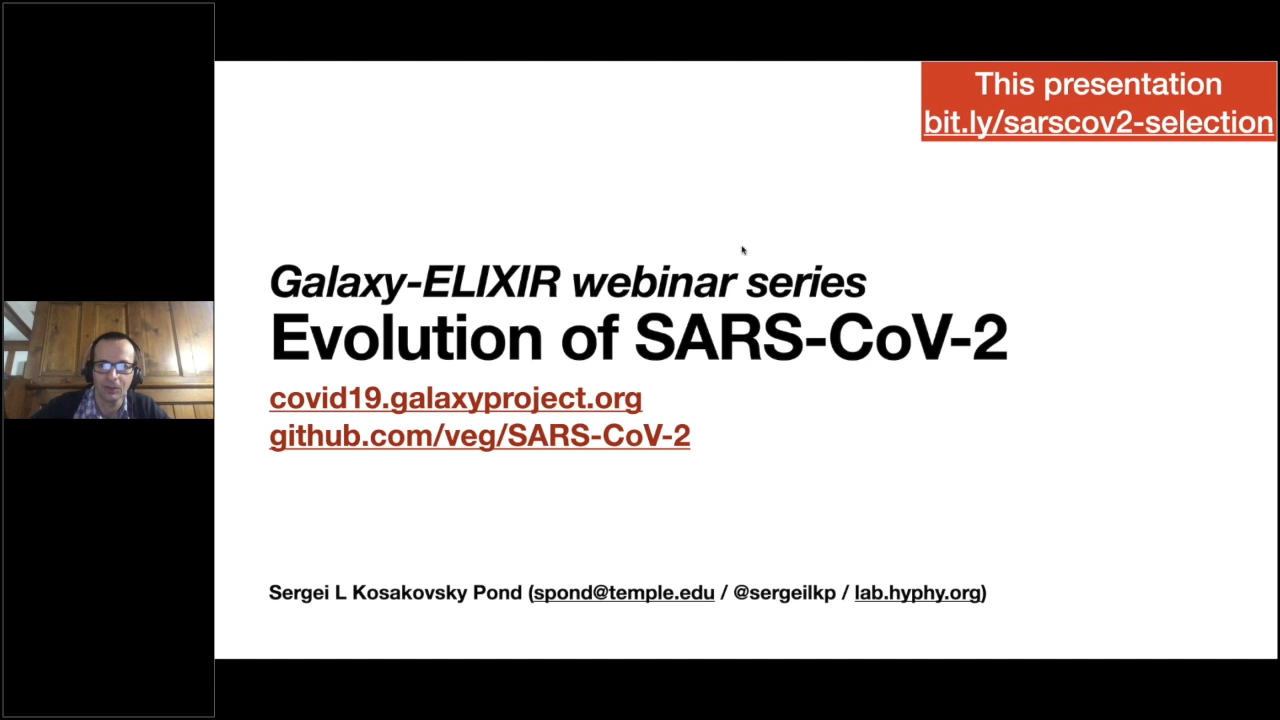 This presentation
bit.ly/sarscov2-selection
Galaxy-ELIXIR webinar series
Evolution of SARS-CoV-2
covid19.galaxyproject.org
github.com/veg/SARS-CoV-2
Sergei L Kosakovsky Pond (spond@temple.edu / @sergeilkp / lab.hyphy.org)